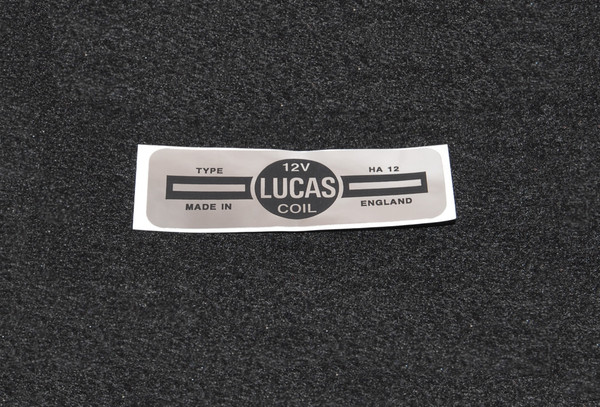 TYPE 12V HA 12
LUCAS
MADE IN COIL ENGLAND